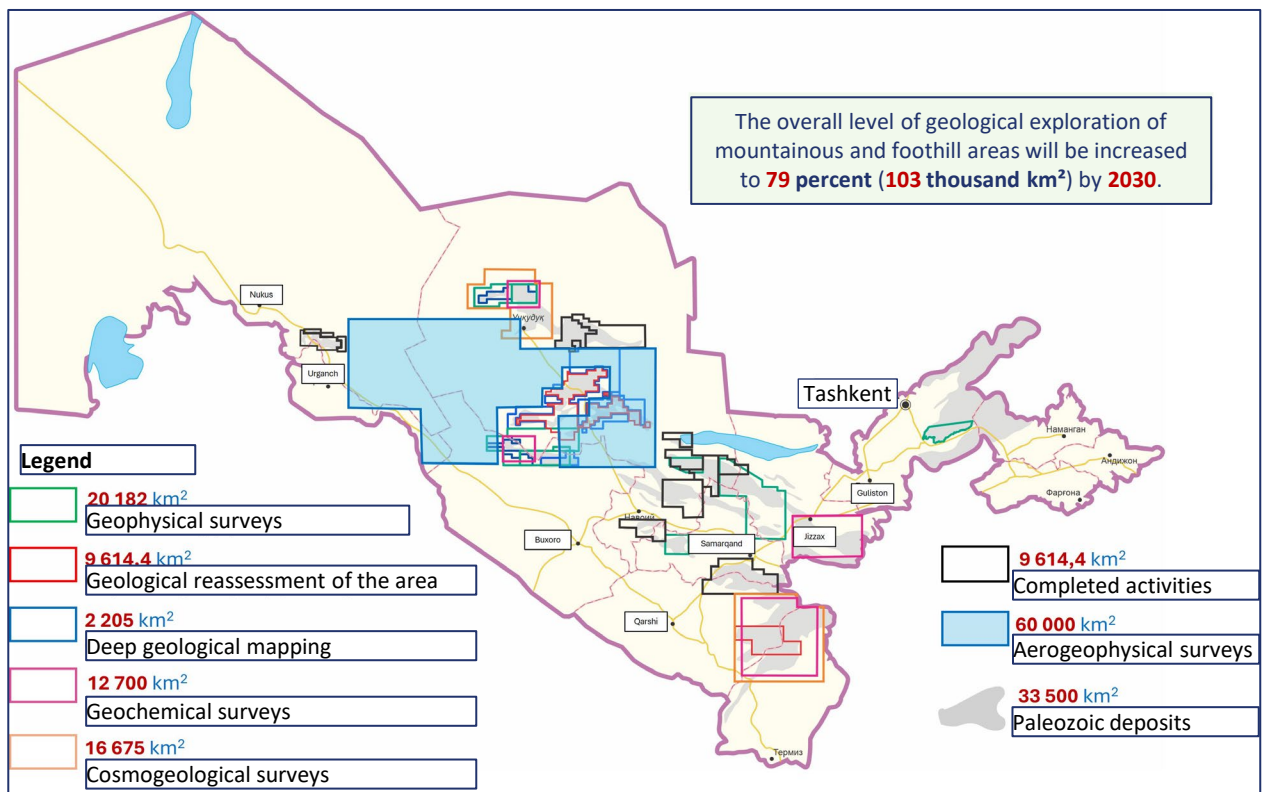 The overall level of geological exploration of
mountainous and foothill areas will be increased
to 79 percent (103 thousand km²) by 2030.
Nukus
Учкудук
Urganch
Tashkent
Наманган
Андижон
Фарғона
Guliston
Навоий
Buxoro
Samarqand
Jizzax
Qarshi
Термиз
Legend
20 182 km²
Geophysical surveys
9 614,4 km²
Geological reassessment of the area
2 205 km²
Deep geological mapping
12 700 km²
Geochemical surveys
16 675 km²
Cosmogeological surveys
9 614,4 km²
Completed activities
60 000 km²
Aerogeophysical surveys
33 500 km²
Paleozoic deposits